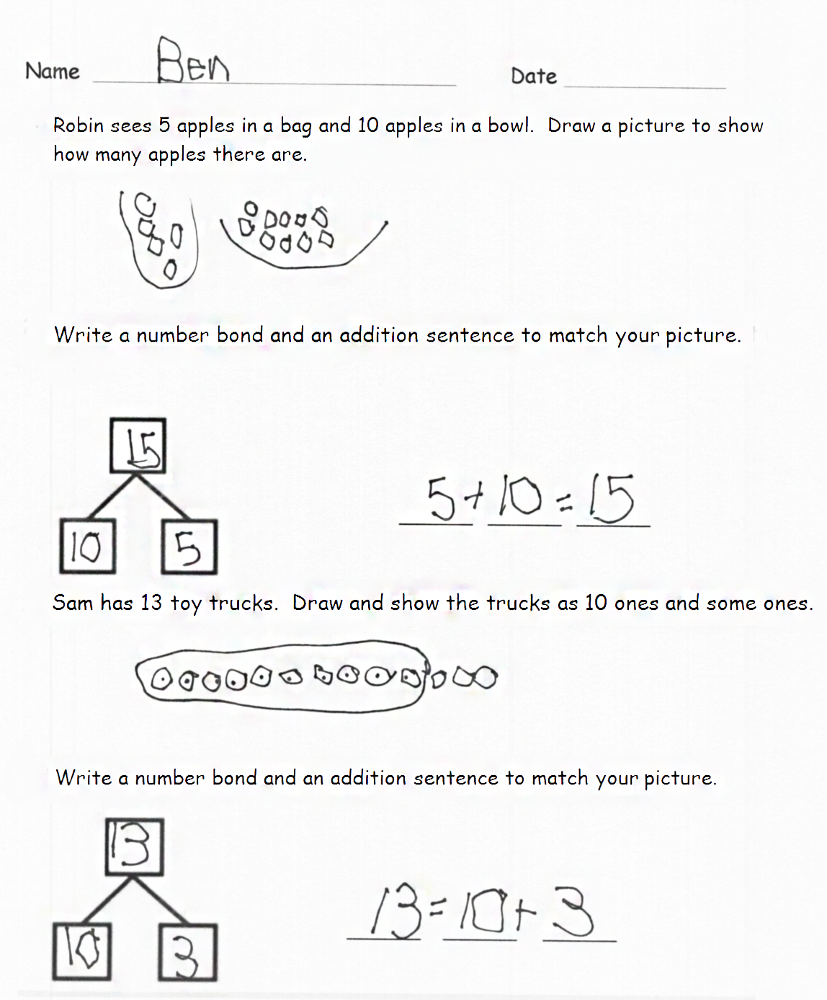 Name Ben Date
Robin sees 5 apples in a bag and 10 apples in a bowl. Draw a picture to show
how many apples there are.
Write a number bond and an addition sentence to match your picture.
15
10 5
5 + 10 = 15
Sam has 13 toy trucks. Draw and show the trucks as 10 ones and some ones.
Write a number bond and an addition sentence to match your picture.
13
10 3
13 = 10 + 3